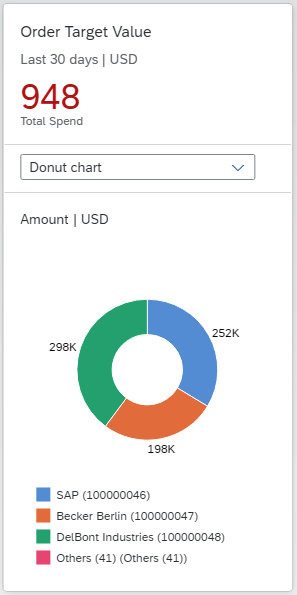 Order Target Value
Last 30 days | USD
948
Total Spend
Donut chart
Amount | USD
252K
298K
198K
SAP (100000046)
Becker Berlin (100000047)
DelBont Industries (100000048)
Others (41) (Others (41))